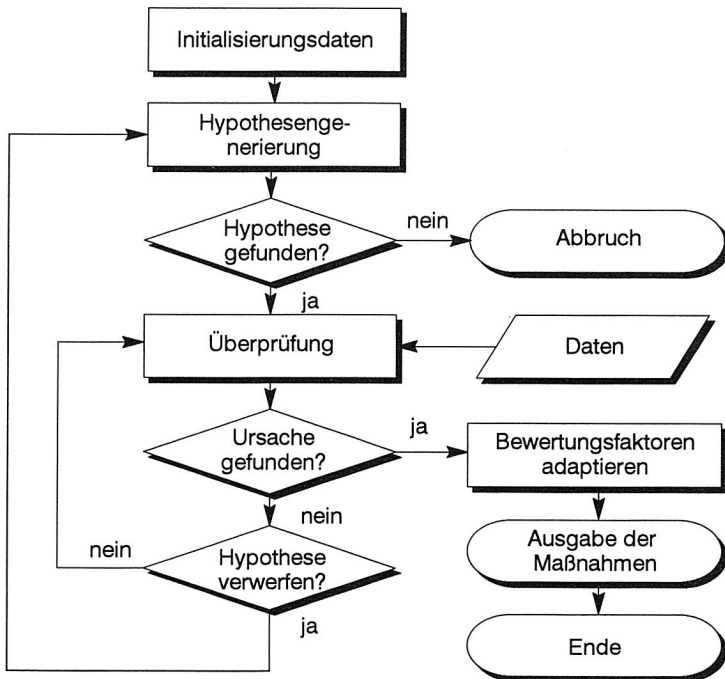 Initialisierungsdaten
Hypothesenge-
nerierung
Hypothese
gefunden?
nein
Abbruch
ja
Überprüfung
Daten
Ursache
gefunden?
ja
Bewertungsfaktoren
adaptieren
nein
Hypothese
verwerfen?
nein
ja
Ausgabe der
Maßnahmen
Ende